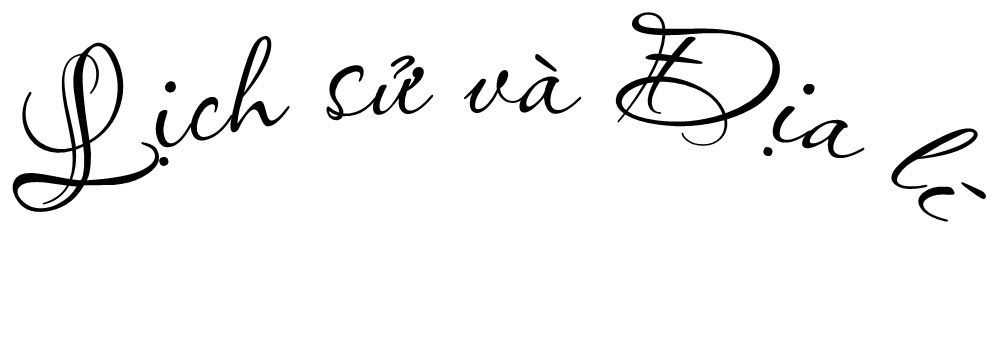 Lịch sử và Địa lí